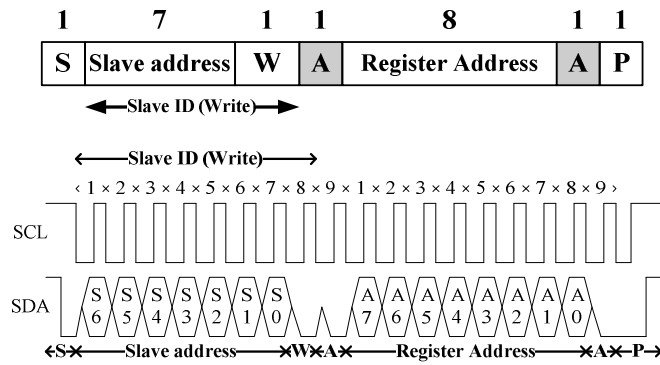 1 7 1 1 8 1 1
S Slave address W A Register Address A P
Slave ID (Write)
Slave ID (Write)
‹ 1 × 2 × 3 × 4 × 5 × 6 × 7 × 8 × 9 × 1 × 2 × 3 × 4 × 5 × 6 × 7 × 8 × 9 ›
SCL
SDA
S6 S5 S4 S3 S2 S1 S0 A7 A6 A5 A4 A3 A2 A1 A0
S Slave address W A Register Address A P